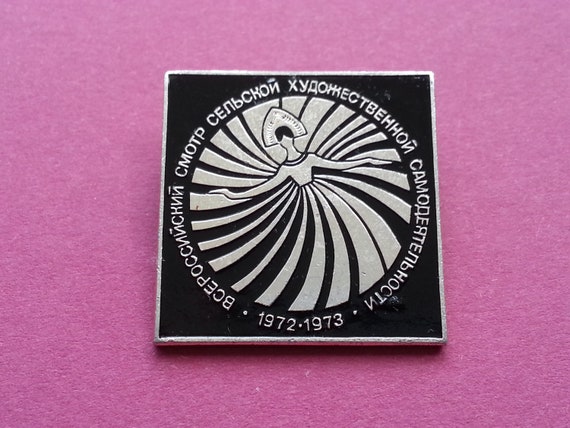 ВСЕРОССИЙСКИЙ СМОТР СЕЛЬСКОЙ ХУДОЖЕСТВЕННОЙ САМОДЕЯТЕЛЬНОСТИ
• 1972 • 1973 •